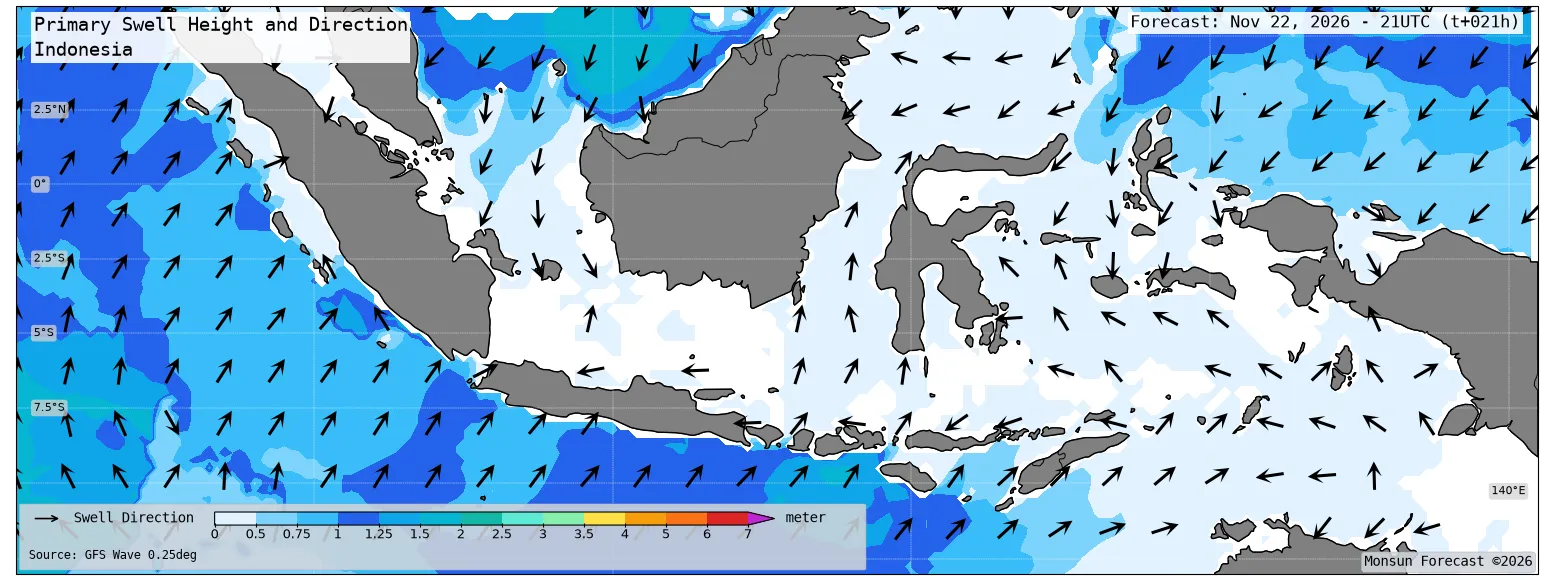 Primary Swell Height and Direction
Indonesia
Forecast: Nov 22, 2026 - 21UTC (t+021h)
2.5°N
0°
2.5°S
5°S
7.5°S
140°E
Swell Direction
0 0.5 0.75 1 1.25 1.5 2 2.5 3 3.5 4 5 6 7
meter
Source: GFS Wave 0.25deg
Monsun Forecast ©2026